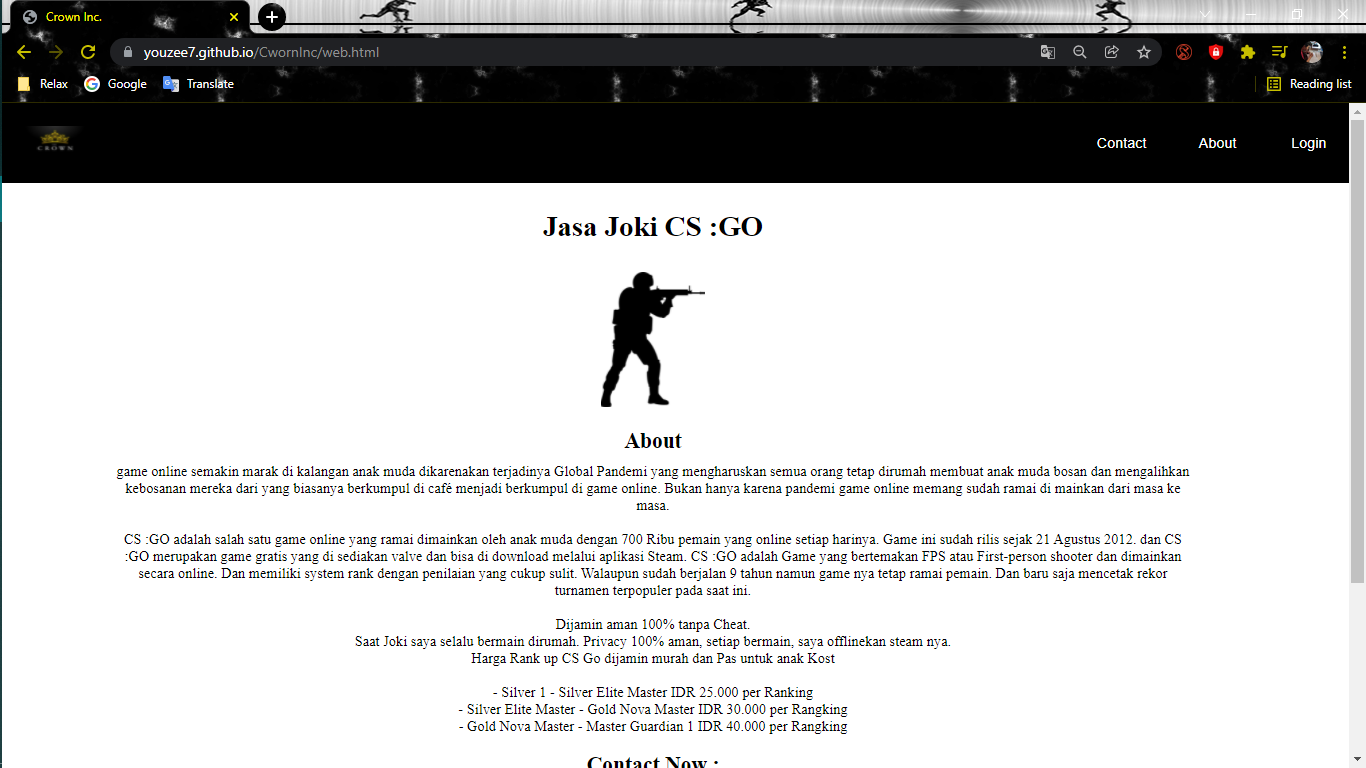 Crown Inc.
youzee7.github.io/CwornInc/web.html
Relax
Google
Translate
Reading list
CROWN
Contact
About
Login
Jasa Joki CS :GO
About
game online semakin marak di kalangan anak muda dikarenakan terjadinya Global Pandemi yang mengharuskan semua orang tetap dirumah membuat anak muda bosan dan mengalihkan
kebosanan mereka dari yang biasanya berkumpul di café menjadi berkumpul di game online. Bukan hanya karena pandemi game online memang sudah ramai di mainkan dari masa ke
masa.
CS :GO adalah salah satu game online yang ramai dimainkan oleh anak muda dengan 700 Ribu pemain yang online setiap harinya. Game ini sudah rilis sejak 21 Agustus 2012. dan CS
:GO merupakan game gratis yang di sediakan valve dan bisa di download melalui aplikasi Steam. CS :GO adalah Game yang bertemakan FPS atau First-person shooter dan dimainkan
secara online. Dan memiliki system rank dengan penilaian yang cukup sulit. Walaupun sudah berjalan 9 tahun namun game nya tetap ramai pemain. Dan baru saja mencetak rekor
turnamen terpopuler pada saat ini.
Dijamin aman 100% tanpa Cheat.
Saat Joki saya selalu bermain dirumah. Privacy 100% aman, setiap bermain, saya offlinekan steam nya.
Harga Rank up CS Go dijamin murah dan Pas untuk anak Kost
- Silver 1 - Silver Elite Master IDR 25.000 per Ranking
- Silver Elite Master - Gold Nova Master IDR 30.000 per Rangking
- Gold Nova Master - Master Guardian 1 IDR 40.000 per Rangking
Contact Now :